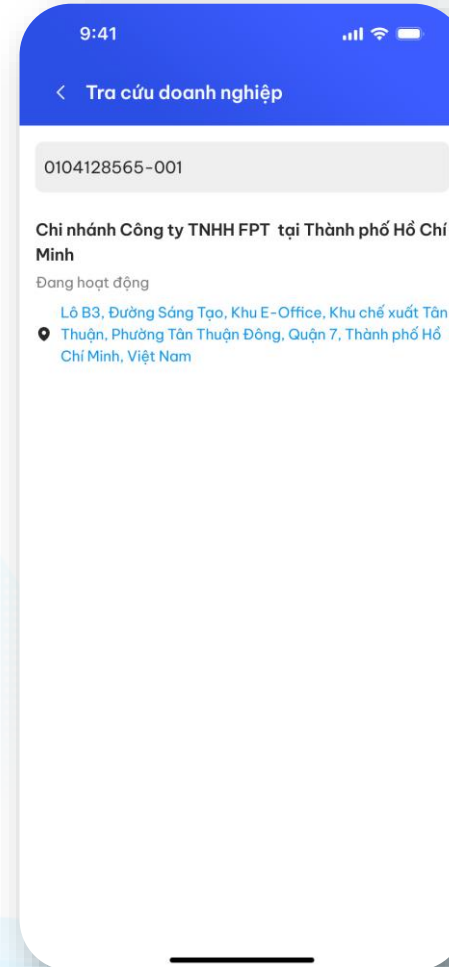 9:41
Tra cứu doanh nghiệp
0104128565-001
Chi nhánh Công ty TNHH FPT tại Thành phố Hồ Chí
Minh
Đang hoạt động
Lô B3, Đường Sáng Tạo, Khu E-Office, Khu chế xuất Tân
Thuận, Phường Tân Thuận Đông, Quận 7, Thành phố Hồ
Chí Minh, Việt Nam